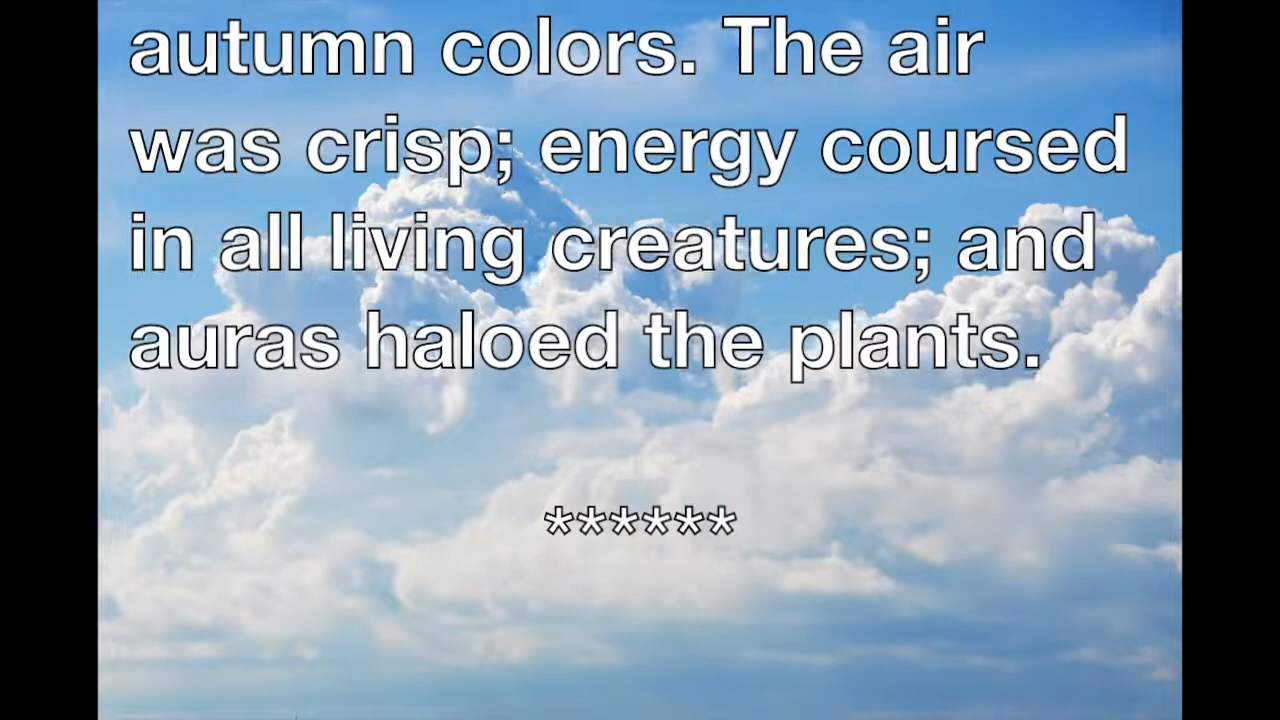 autumn colors. The air
was crisp; energy coursed
in all living creatures; and
auras haloed the plants.
******